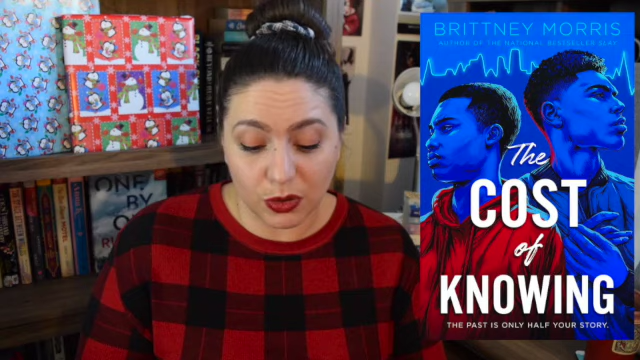 BRITTNEY MORRIS
AUTHOR OF THE NATIONAL BESTSELLER SLAY
The
COST
of
KNOWING
THE PAST IS ONLY HALF YOUR STORY.
ONE
BY